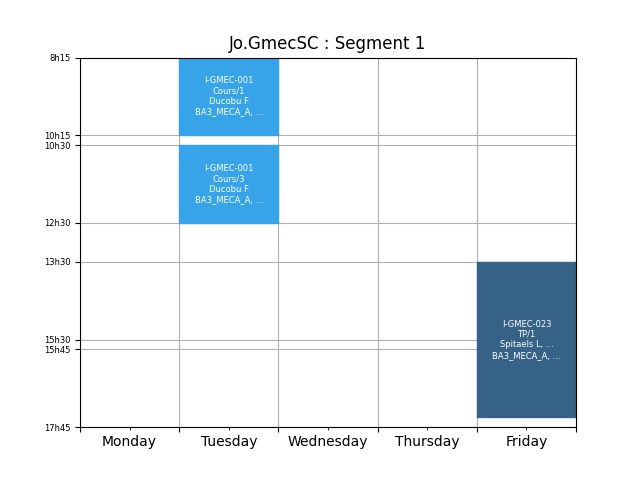 Jo.GmecSC : Segment 1
8h15
I-GMEC-001
Cours/1
Ducobu F
BA3_MECA_A, ...
10h15
10h30
I-GMEC-001
Cours/3
Ducobu F
BA3_MECA_A, ...
12h30
13h30
I-GMEC-023
TP/1
Spitaels L, ...
BA3_MECA_A, ...
15h30
15h45
17h45
Monday Tuesday Wednesday Thursday Friday